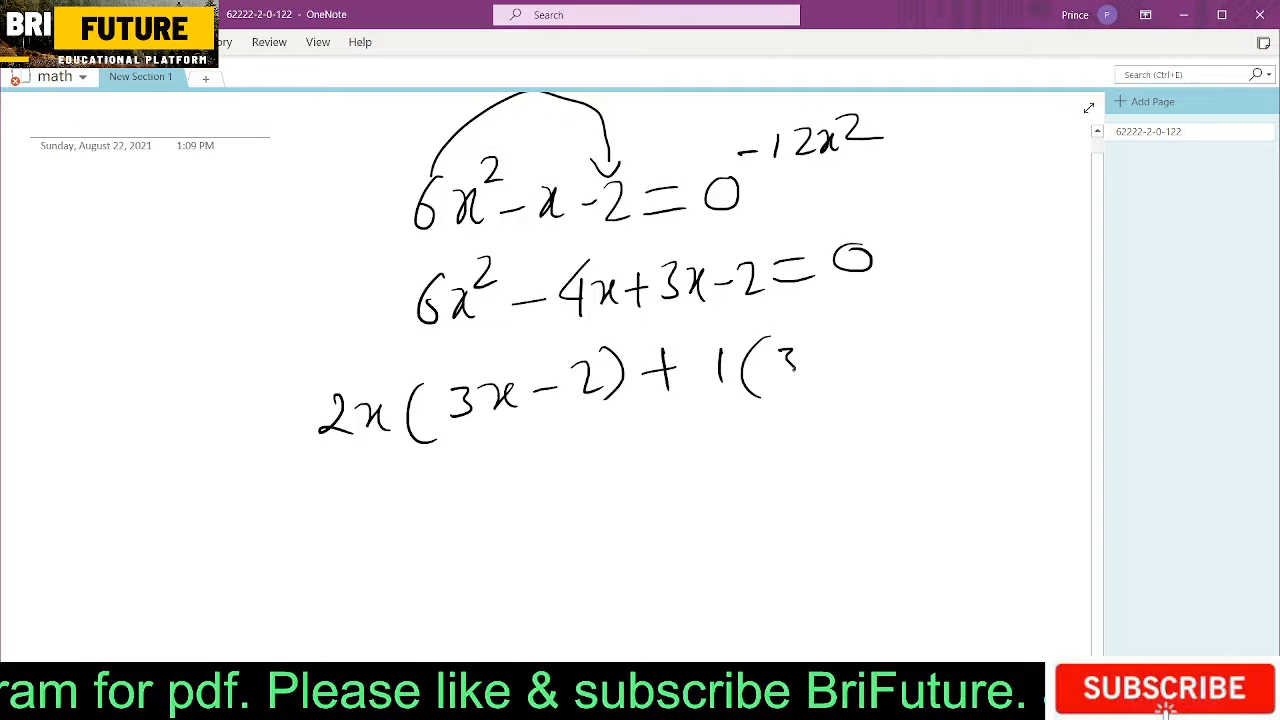 BRI FUTURE
EDUCATIONAL PLATFORM
62222-2-0-122 - OneNote
Search
Prince P
ory Review View Help
math New Section 1 +
Search (Ctrl+E)
+ Add Page
62222-2-0-122
Sunday, August 22, 2021 1:09 PM
-12x2
6x² - x - 2 = 0
6x² - 4x + 3x - 2 = 0
2x(3x - 2) + 1(3
ram for pdf. Please like & subscribe BriFuture.
SUBSCRIBE